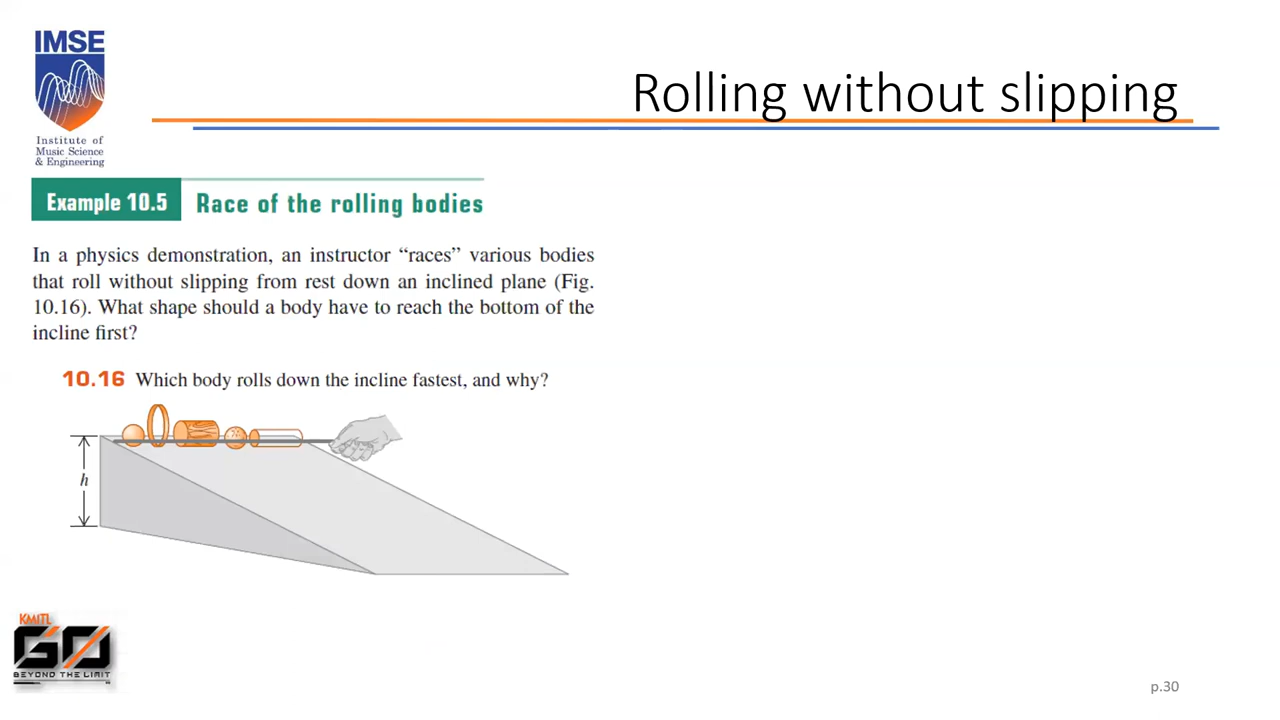 IMSE
Institute of
Music Science
& Engineering
Rolling without slipping
Example 10.5 Race of the rolling bodies
In a physics demonstration, an instructor “races” various bodies
that roll without slipping from rest down an inclined plane (Fig.
10.16). What shape should a body have to reach the bottom of the
incline first?
10.16 Which body rolls down the incline fastest, and why?
h
KMITL
GO
BEYOND THE LIMIT
p.30